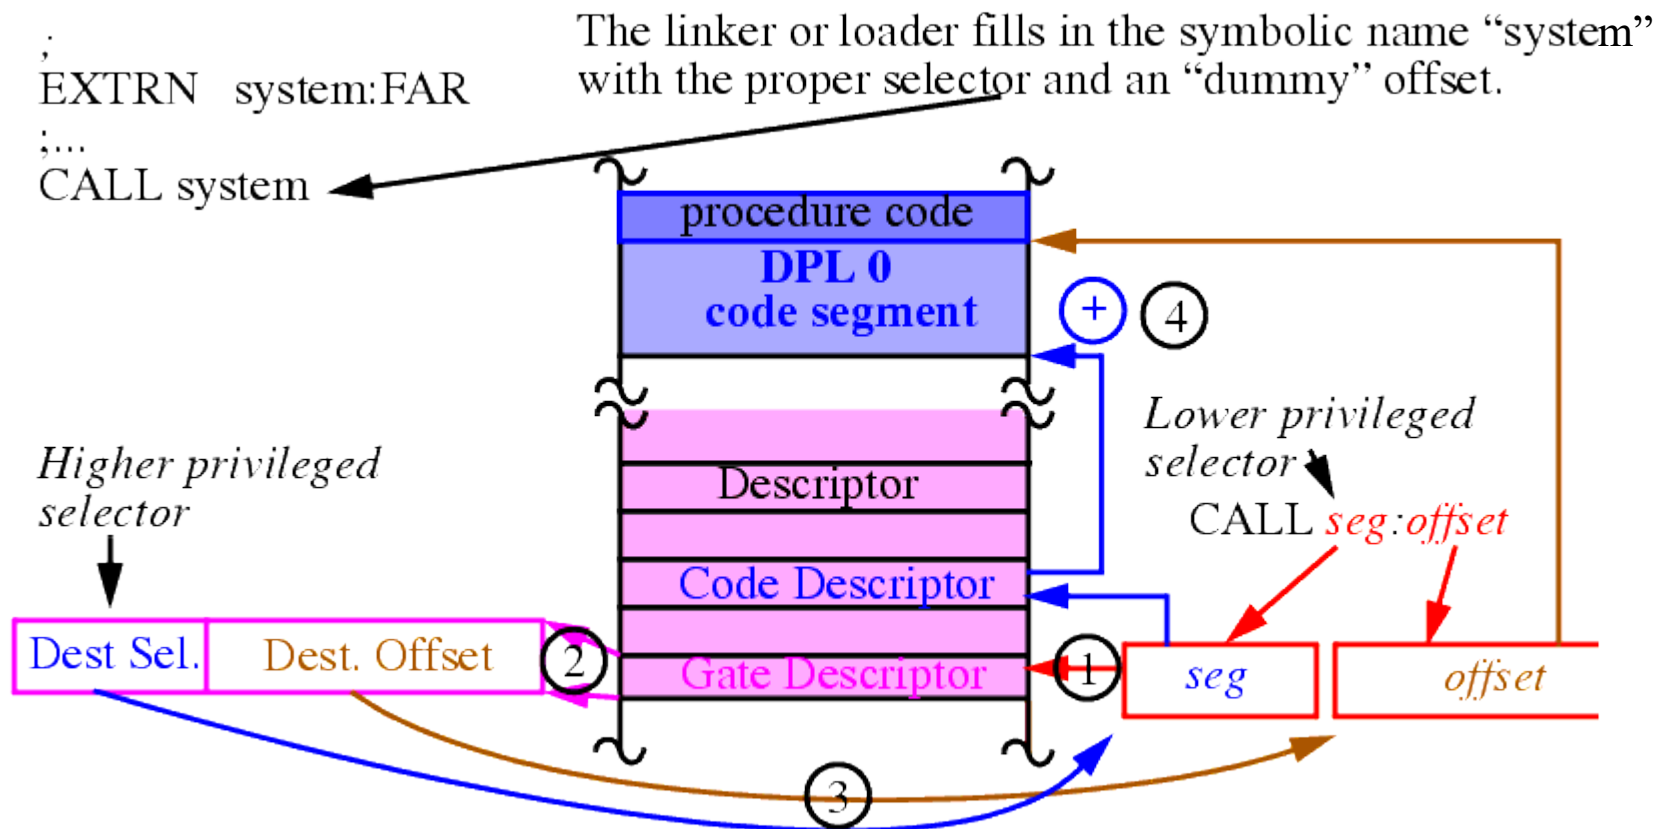 ;
EXTRN system:FAR
;...
CALL system
The linker or loader fills in the symbolic name “system”
with the proper selector and an “dummy” offset.
procedure code
DPL 0
code segment
+
4
Lower privileged
selector
CALL seg:offset
Higher privileged
selector
Descriptor
Code Descriptor
Dest Sel.
Dest. Offset
2
Gate Descriptor
1
seg
offset
3